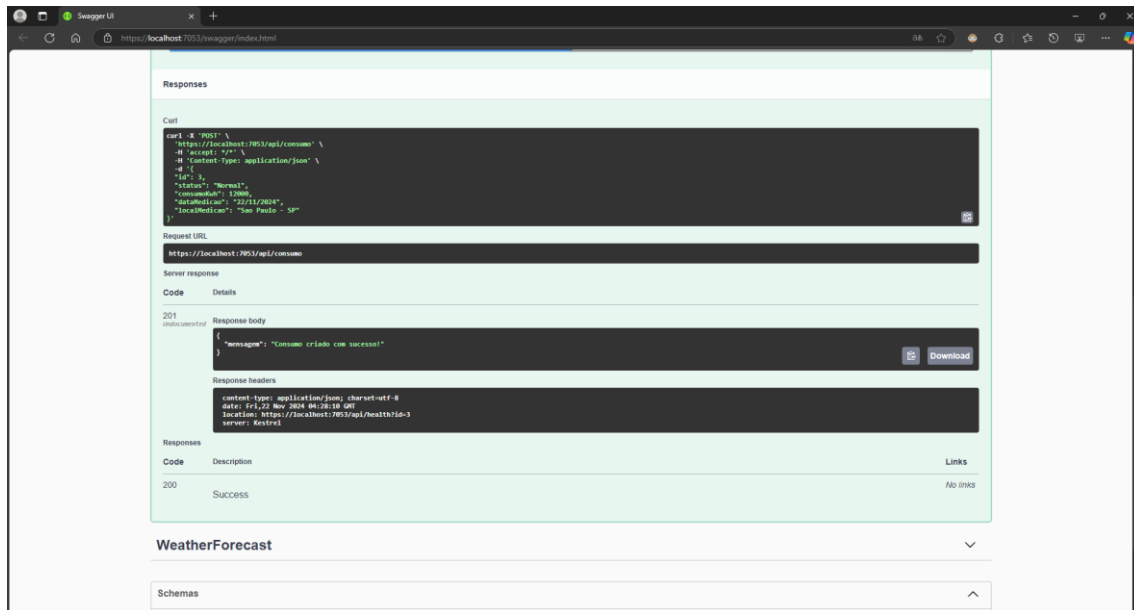 Swagger UI
https://localhost:7053/swagger/index.html
Responses
Curl
curl -X 'POST' \
'https://localhost:7053/api/consumo' \
-H 'accept: */*' \
-H 'Content-Type: application/json' \
-d '{
"id": 3,
"status": "Normal",
"consumoKwh": 12000,
"dataMedicao": "22/11/2024",
"localMedicao": "Sao Paulo - SP"
}'
Request URL
https://localhost:7053/api/consumo
Server response
Code Details
201
Undocumented
Response body
{
"mensagem": "Consumo criado com sucesso!"
}
Download
Response headers
content-type: application/json; charset=utf-8
date: Fri,22 Nov 2024 04:28:10 GMT
location: https://localhost:7053/api/health?id=3
server: Kestrel
Responses
Code Description Links
200 Success No links
WeatherForecast
Schemas